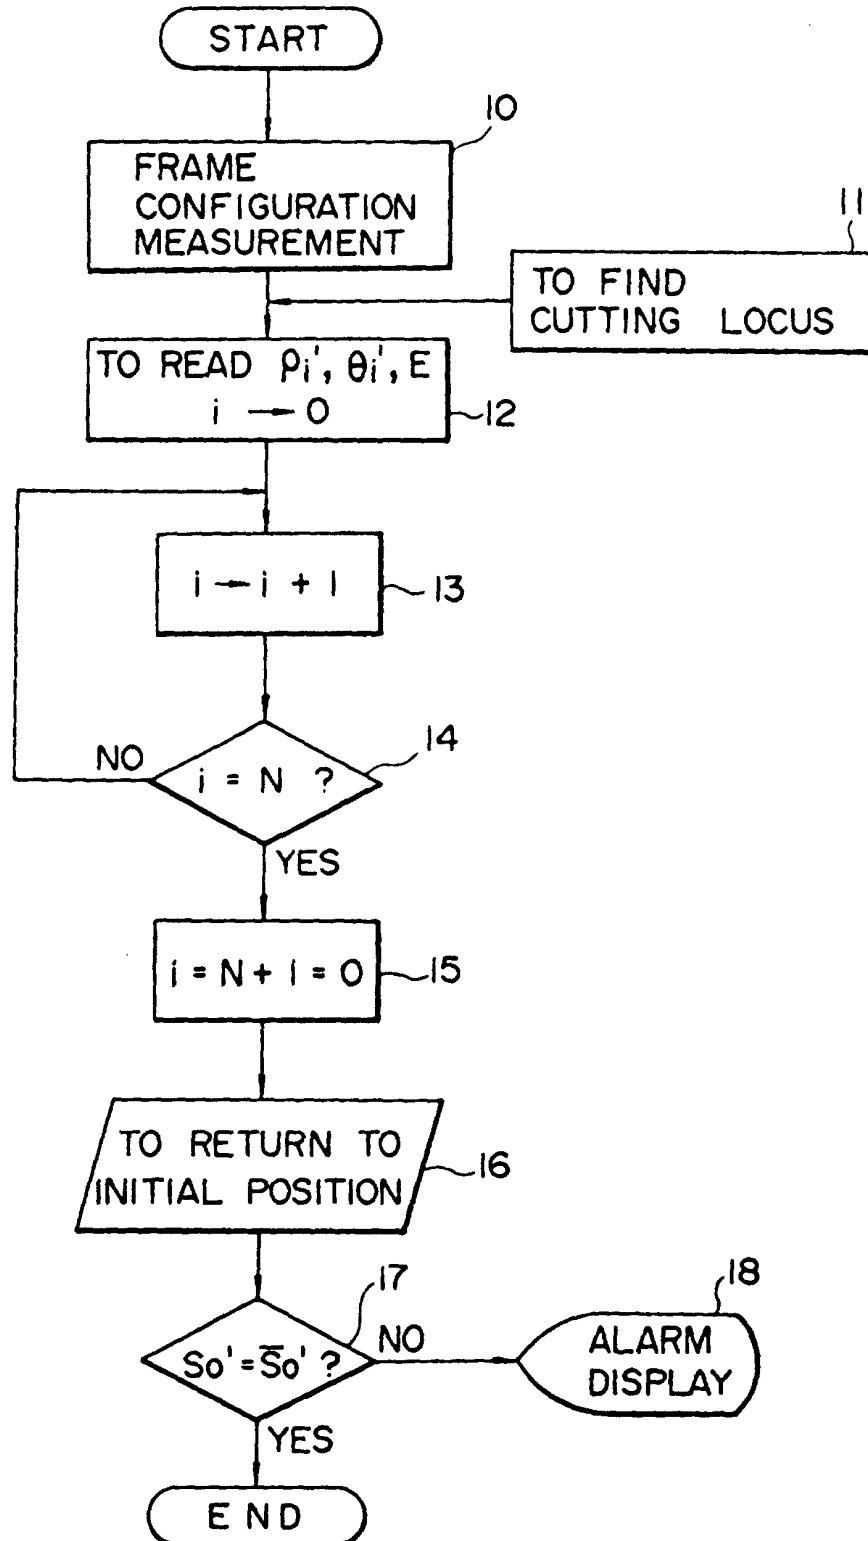 START
10
FRAME
CONFIGURATION
MEASUREMENT
11
TO FIND
CUTTING LOCUS
TO READ ρi', θi', E
i → 0
12
i → i + 1
13
14
NO
i = N ?
YES
i = N + 1 = 0
15
TO RETURN TO
INITIAL POSITION
16
17
18
So' = S̄o' ?
NO
ALARM
DISPLAY
YES
END